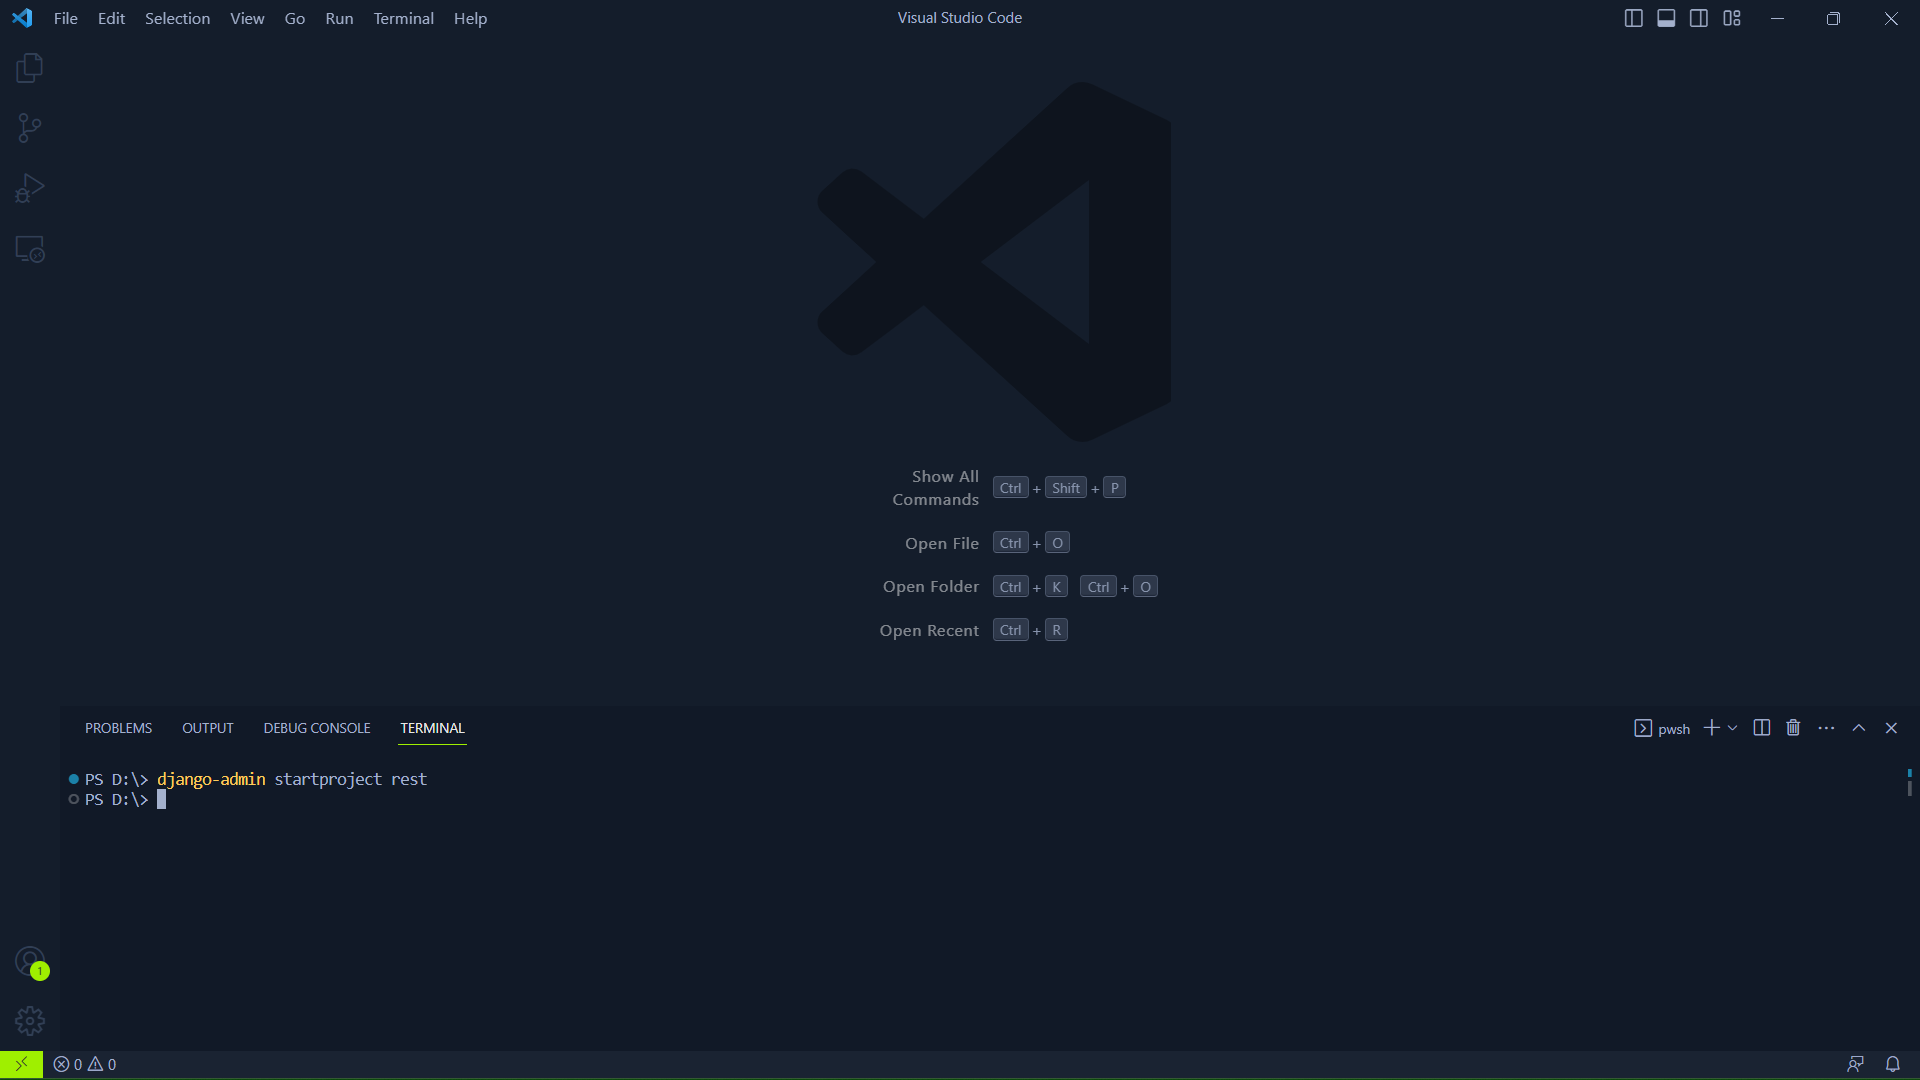 File Edit Selection View Go Run Terminal Help
Visual Studio Code
Show All
Commands
Ctrl + Shift + P
Open File Ctrl + O
Open Folder Ctrl + K Ctrl + O
Open Recent Ctrl + R
PROBLEMS OUTPUT DEBUG CONSOLE TERMINAL
pwsh
PS D:\> django-admin startproject rest
PS D:\>
1
0 0